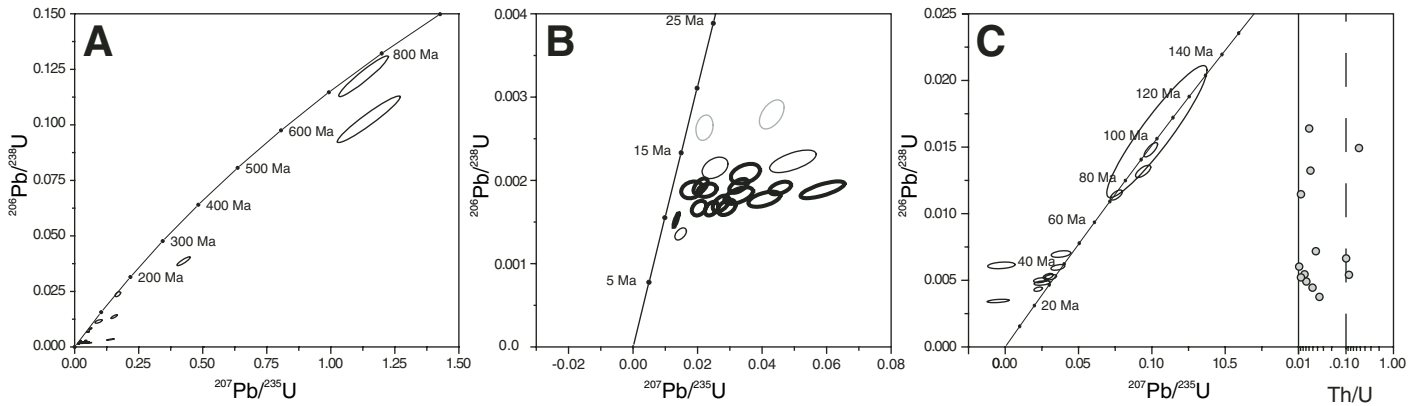 A
0.150
0.125
0.100
0.075
0.050
0.025
0.000
²⁰⁶Pb/²³⁸U
800 Ma
600 Ma
500 Ma
400 Ma
300 Ma
200 Ma
0.00 0.25 0.50 0.75 1.00 1.25 1.50
²⁰⁷Pb/²³⁵U
B
0.004
0.003
0.002
0.001
0.0
²⁰⁶Pb/²³⁸U
25 Ma
15 Ma
5 Ma
-0.02 0.00 0.02 0.04 0.06 0.08
²⁰⁷Pb/²³⁵U
C
0.025
0.020
0.015
0.010
0.005
0.000
²⁰⁶Pb/²³⁸U
140 Ma
120 Ma
100 Ma
80 Ma
60 Ma
40 Ma
20 Ma
0.00 0.05 0.10
²⁰⁷Pb/²³⁵U
0.01 0.10 1.00
Th/U